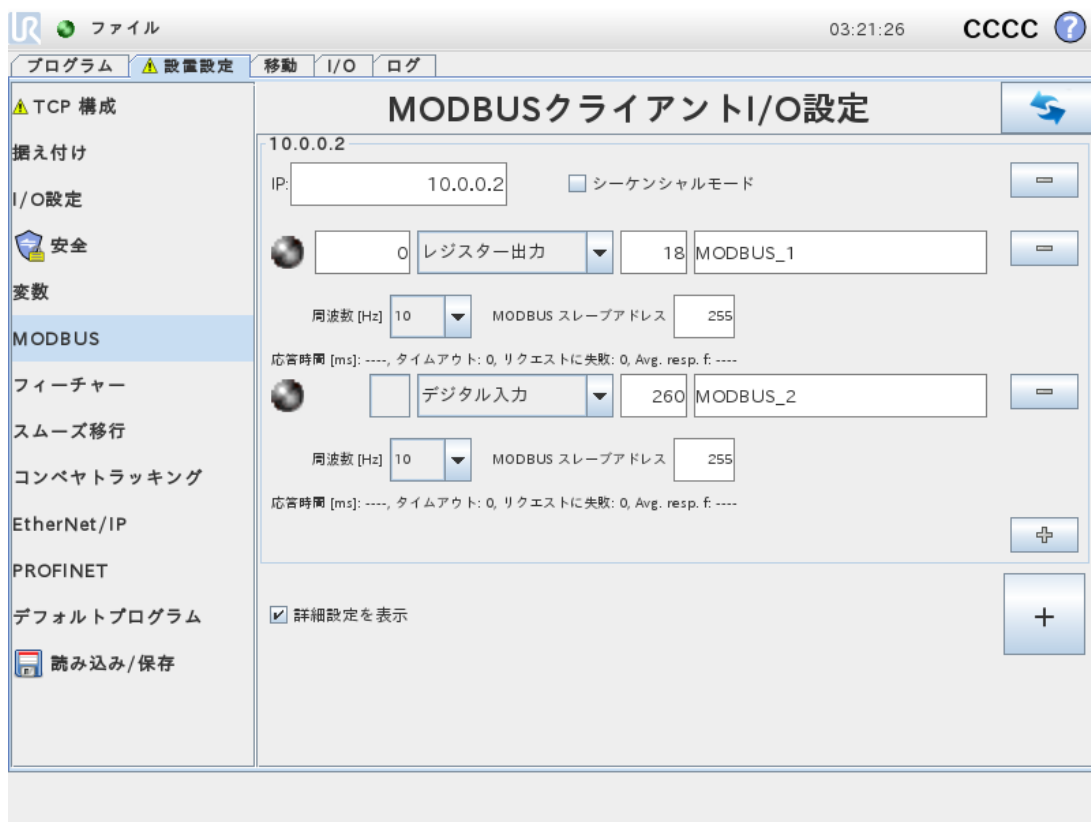 UR ファイル 03:21:26 CCCC ?
プログラム 設置設定 移動 I/O ログ
TCP 構成
据え付け
I/O設定
安全
変数
MODBUS
フィーチャー
スムーズ移行
コンベヤトラッキング
EtherNet/IP
PROFINET
デフォルトプログラム
読み込み/保存
MODBUSクライアントI/O設定
10.0.0.2
IP: 10.0.0.2 シーケンシャルモード
0 レジスター出力 18 MODBUS_1
周波数 [Hz] 10 MODBUS スレーブアドレス 255
応答時間 [ms]: ----, タイムアウト: 0, リクエストに失敗: 0, Avg. resp. f: ----
デジタル入力 260 MODBUS_2
周波数 [Hz] 10 MODBUS スレーブアドレス 255
応答時間 [ms]: ----, タイムアウト: 0, リクエストに失敗: 0, Avg. resp. f: ----
詳細設定を表示